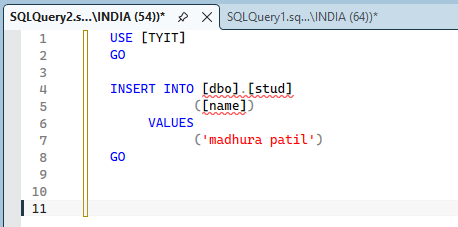 SQLQuery2.s...\INDIA (54))* SQLQuery1.sq...\INDIA (64))*
1 USE [TYIT]
2 GO
3
4 INSERT INTO [dbo].[stud]
5 ([name])
6 VALUES
7 ('madhura patil')
8 GO
9
10
11